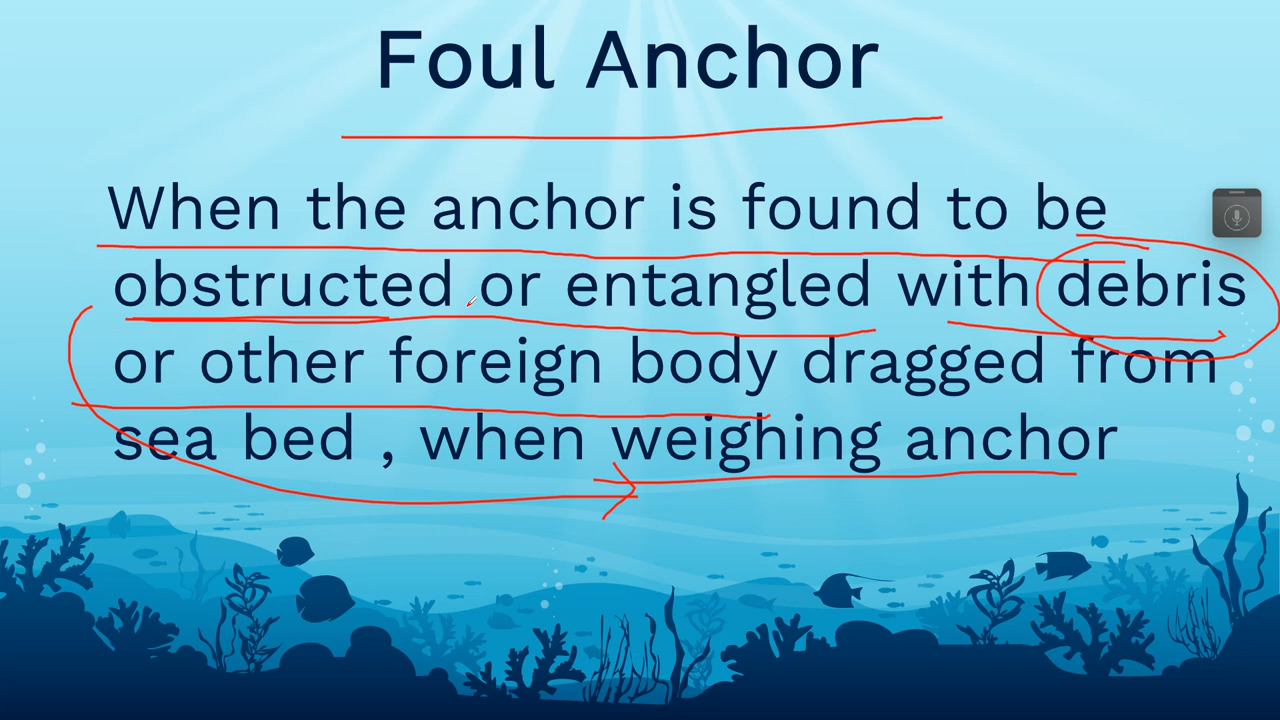 Foul Anchor
When the anchor is found to be
obstructed or entangled with debris
or other foreign body dragged from
sea bed , when weighing anchor